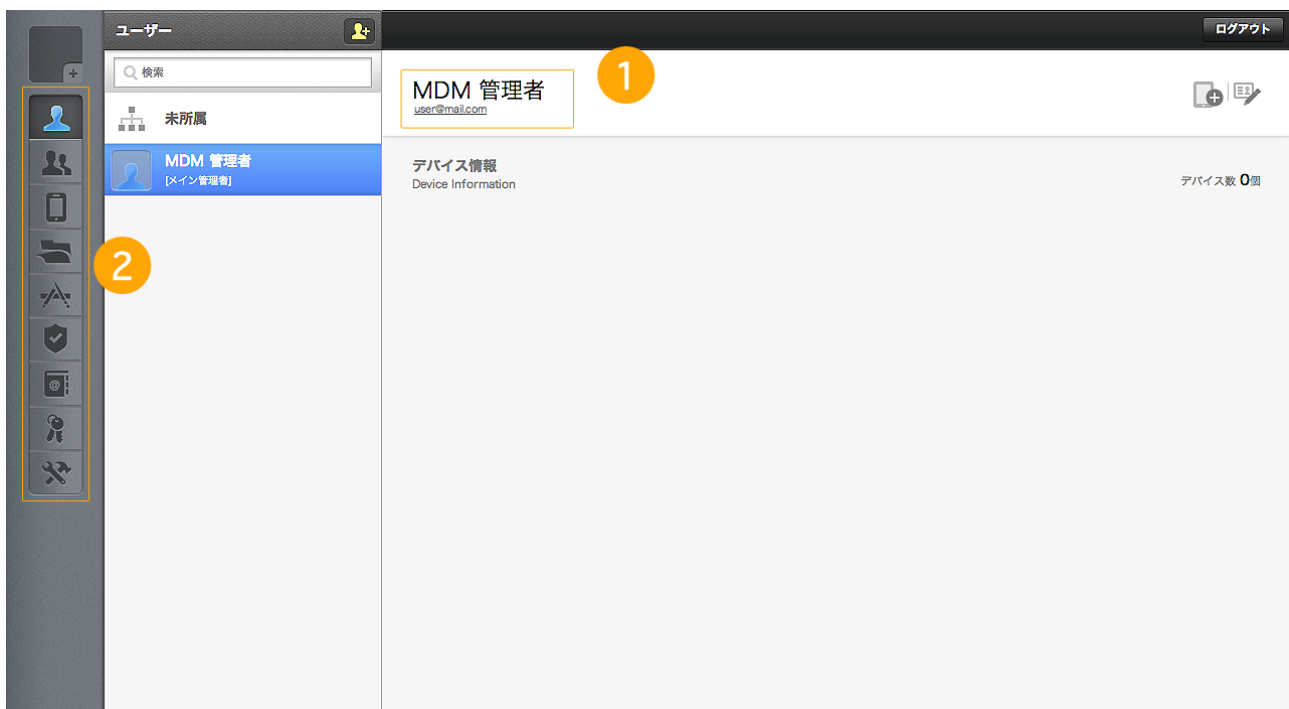 ユーザー
ログアウト
検索
未所属
MDM 管理者
[メイン管理者]
MDM 管理者
user@mail.com
1
デバイス情報
Device Information
デバイス数 0個
2